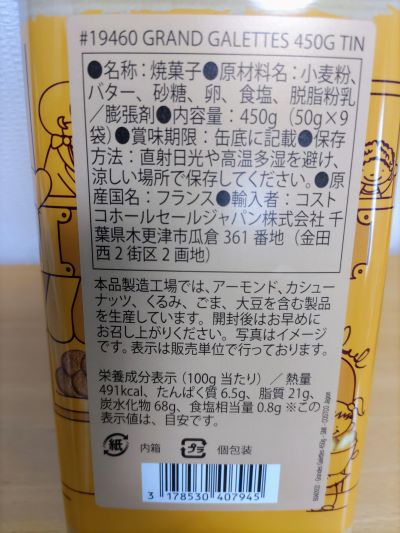 #19460 GRAND GALETTES 450G TIN
●名称：焼菓子●原材料名：小麦粉、
バター、砂糖、卵、食塩、脱脂粉乳
／膨張剤●内容量：450g（50g×9
袋）●賞味期限：缶底に記載●保存
方法：直射日光や高温多湿を避け、
涼しい場所で保存してください。●原
産国名：フランス●輸入者：コスト
コホールセールジャパン株式会社 千
葉県木更津市瓜倉 361 番地（金田
西 2 街区 2 画地）
本品製造工場では、アーモンド、カシュー
ナッツ、くるみ、ごま、大豆を含む製品
を生産しています。開封後はお早めに
お召し上がりください。写真はイメージ
です。表示は販売単位で行っております。
栄養成分表示（100g 当たり）／熱量
491kcal、たんぱく質 6.5g、脂質 21g、
炭水化物 68g、食塩相当量 0.8g ※こ の
表示値は、目安です。
紙 内箱 プラ 個包装
3 178530 407945